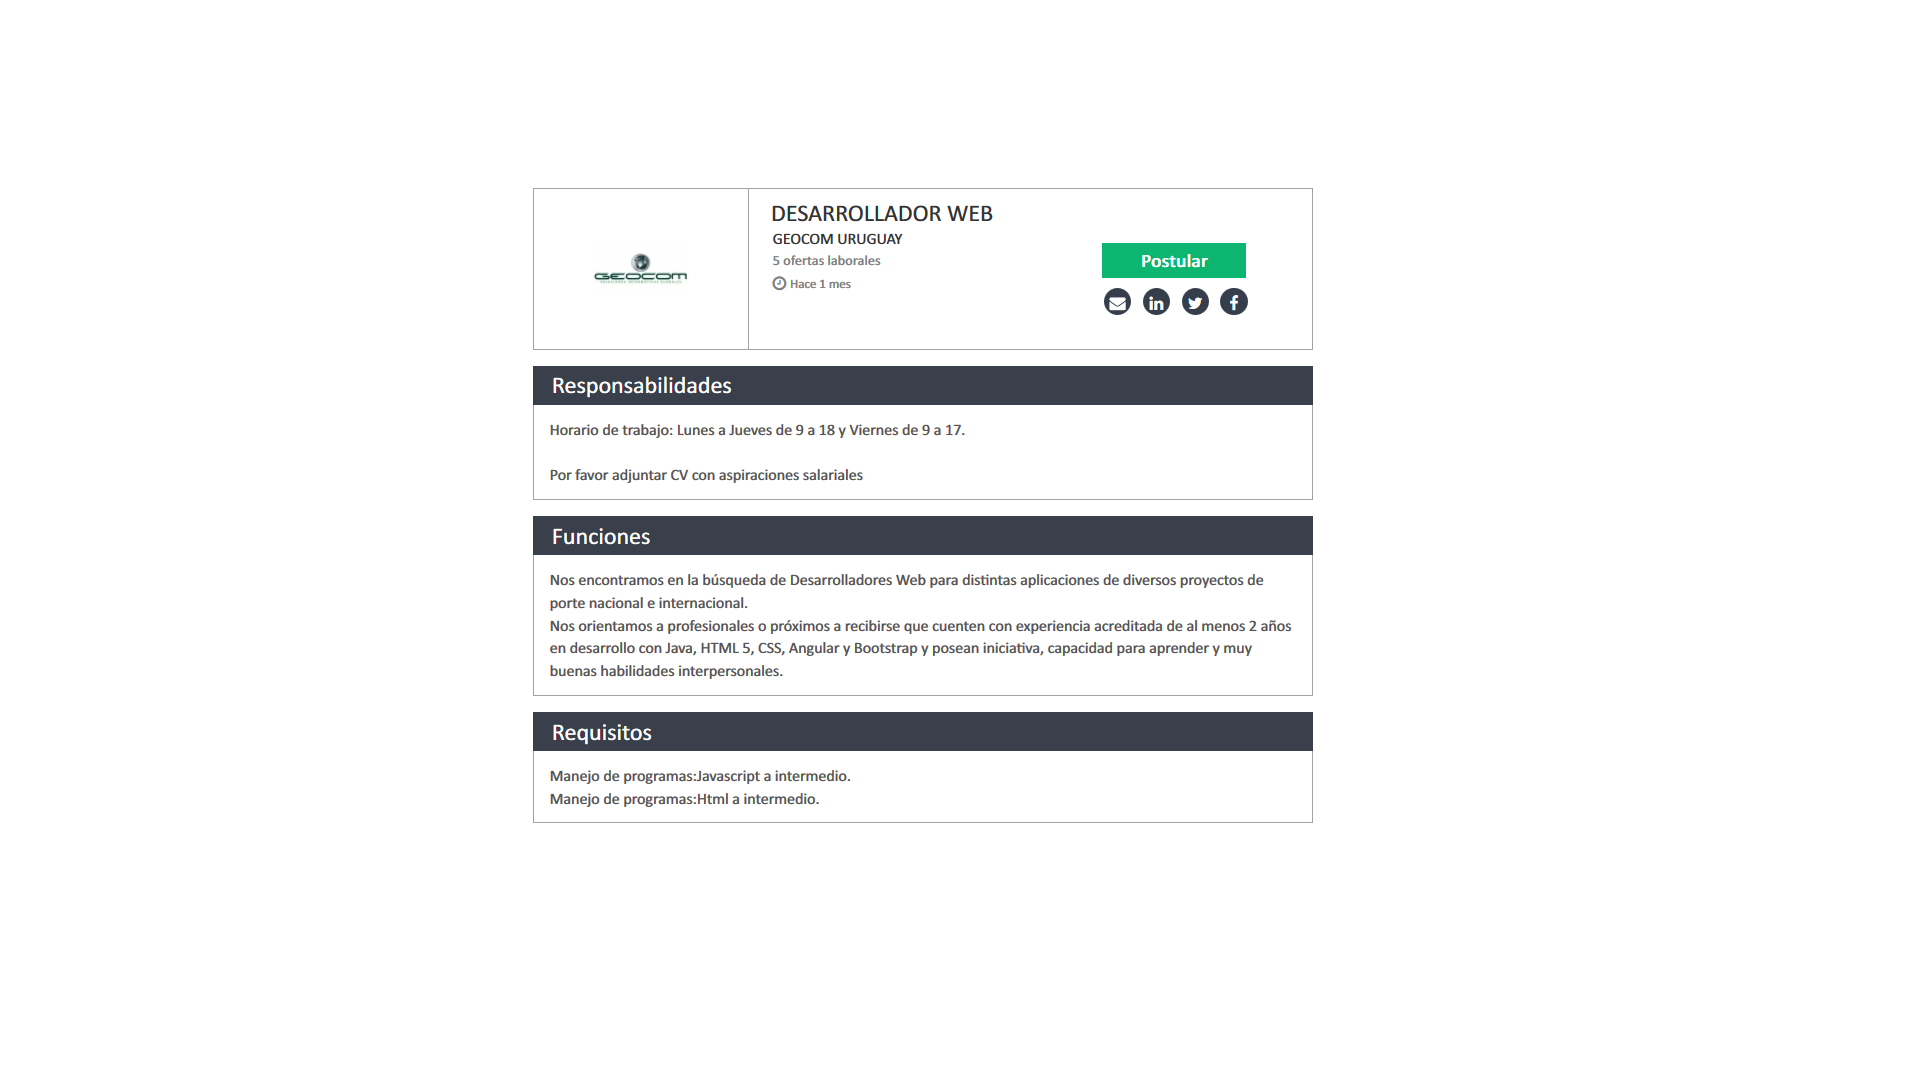 GEOCOM
DESARROLLADOR WEB
GEOCOM URUGUAY
5 ofertas laborales
Hace 1 mes
Postular
Responsabilidades
Horario de trabajo: Lunes a Jueves de 9 a 18 y Viernes de 9 a 17.
Por favor adjuntar CV con aspiraciones salariales
Funciones
Nos encontramos en la búsqueda de Desarrolladores Web para distintas aplicaciones de diversos proyectos de
porte nacional e internacional.
Nos orientamos a profesionales o próximos a recibirse que cuenten con experiencia acreditada de al menos 2 años
en desarrollo con Java, HTML 5, CSS, Angular y Bootstrap y posean iniciativa, capacidad para aprender y muy
buenas habilidades interpersonales.
Requisitos
Manejo de programas:Javascript a intermedio.
Manejo de programas:Html a intermedio.